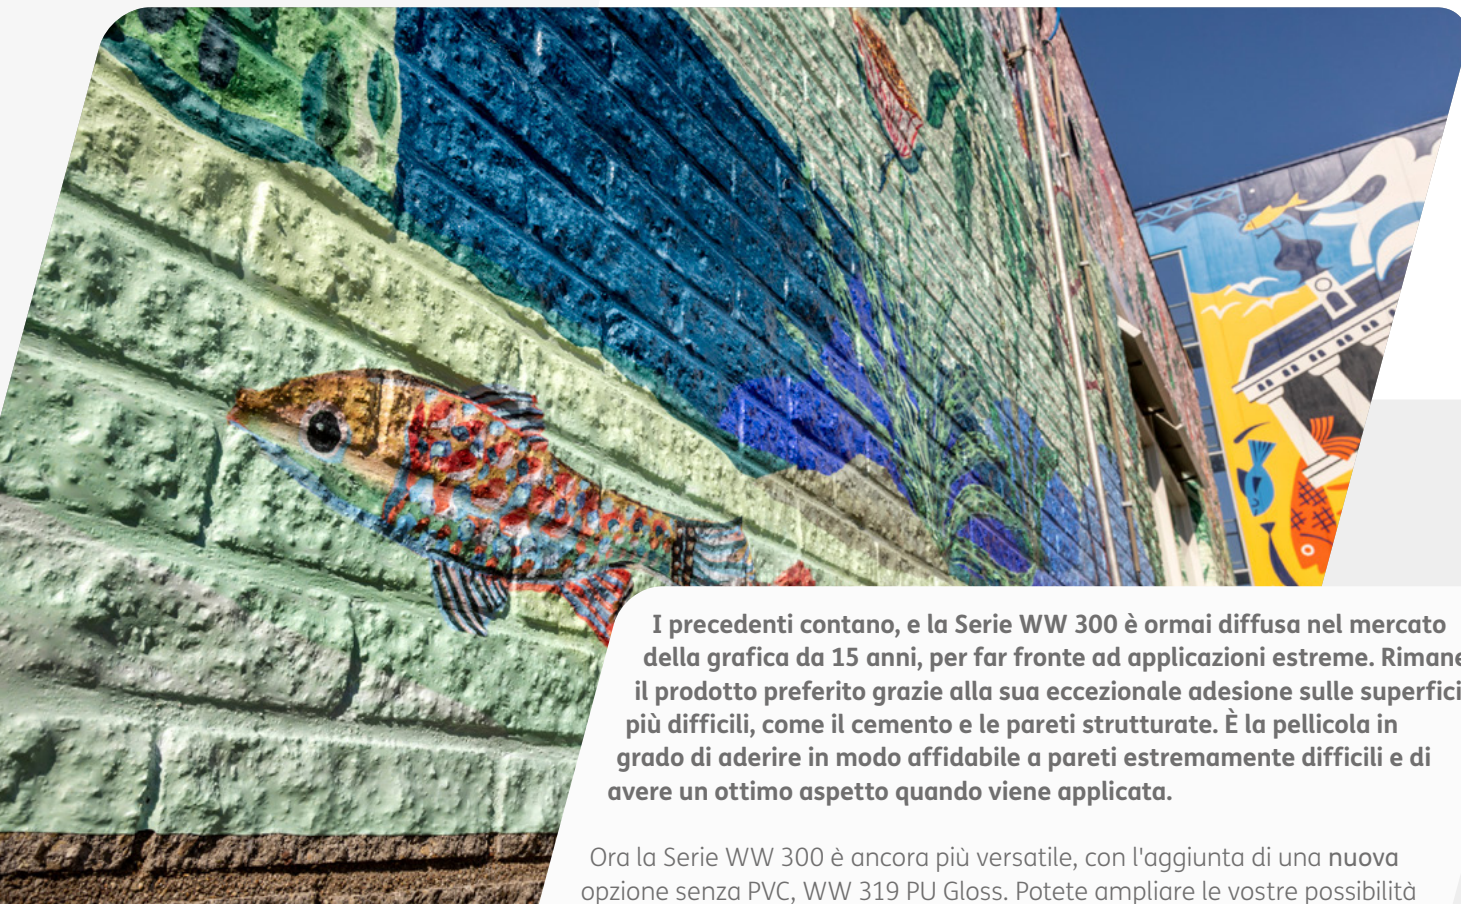 I precedenti contano, e la Serie WW 300 è ormai diffusa nel mercato
della grafica da 15 anni, per far fronte ad applicazioni estreme. Rimane
il prodotto preferito grazie alla sua eccezionale adesione sulle superfici
più difficili, come il cemento e le pareti strutturate. È la pellicola in
grado di aderire in modo affidabile a pareti estremamente difficili e di
avere un ottimo aspetto quando viene applicata.
Ora la Serie WW 300 è ancora più versatile, con l'aggiunta di una nuova
opzione senza PVC, WW 319 PU Gloss. Potete ampliare le vostre possibilità